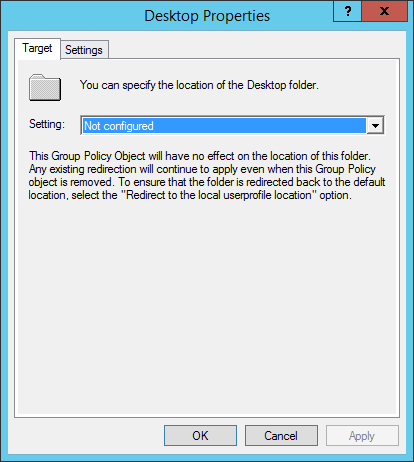 Desktop Properties
?
x
Target
Settings
You can specify the location of the Desktop folder.
Setting:
Not configured
This Group Policy Object will have no effect on the location of this folder.
Any existing redirection will continue to apply even when this Group Policy
object is removed. To ensure that the folder is redirected back to the default
location, select the "Redirect to the local userprofile location" option.
OK
Cancel
Apply